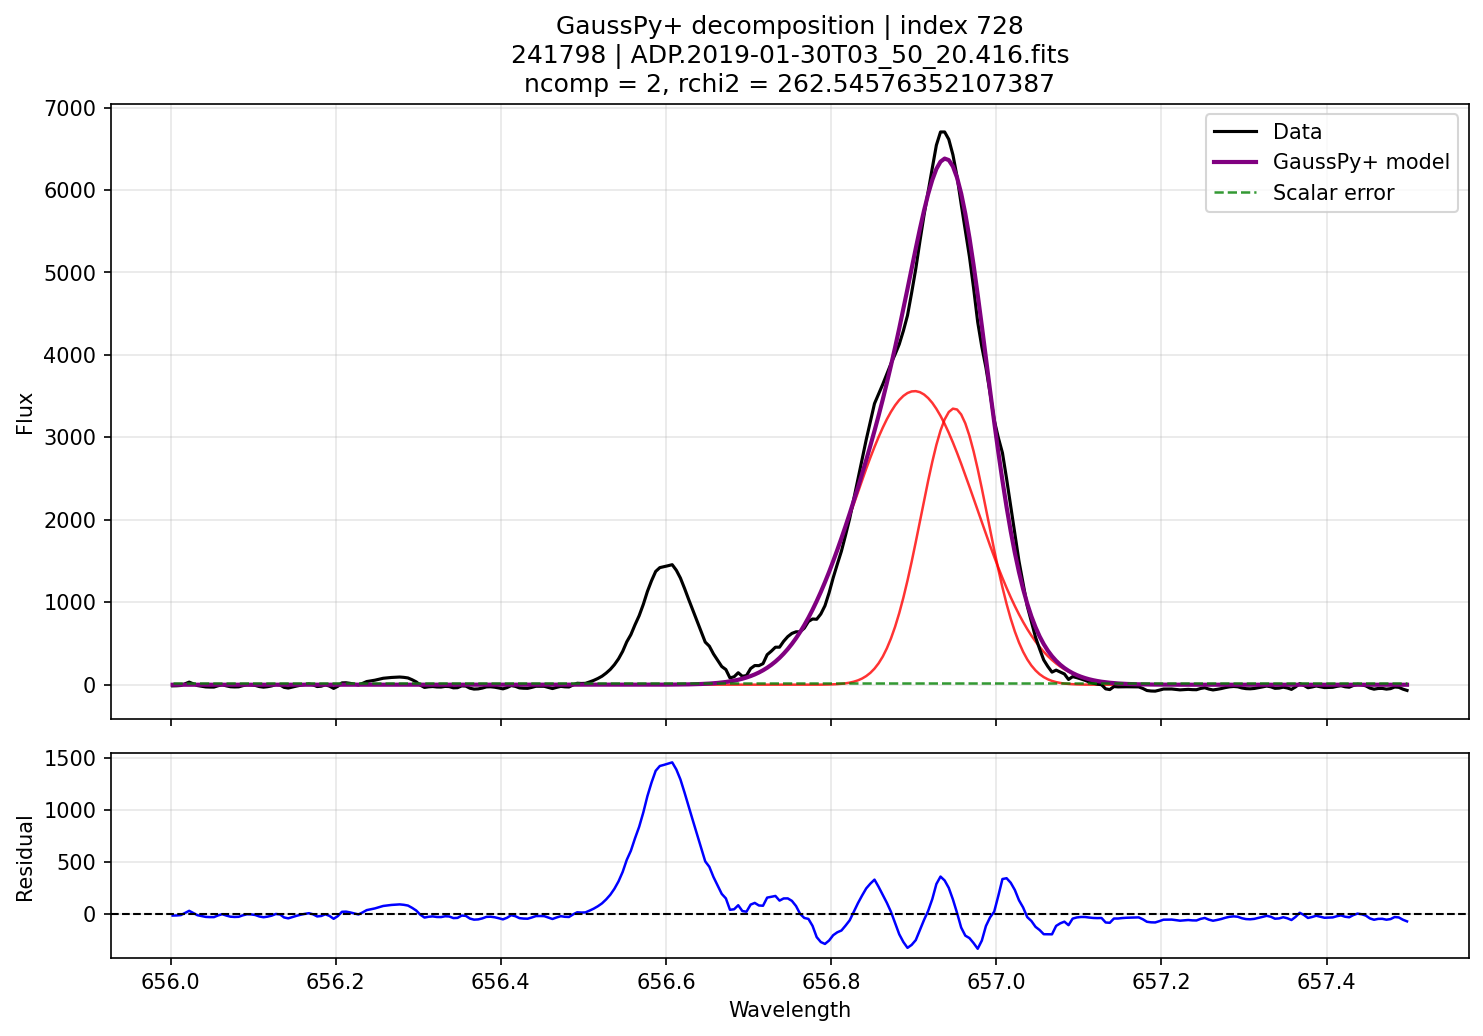 GaussPy+ decomposition | index 728
241798 | ADP.2019-01-30T03_50_20.416.fits
ncomp = 2, rchi2 = 262.54576352107387
7000
6000
5000
4000
3000
2000
1000
0
Flux
Data
GaussPy+ model
Scalar error
1500
1000
500
0
Residual
656.0
656.2
656.4
656.6
656.8
657.0
657.2
657.4
Wavelength